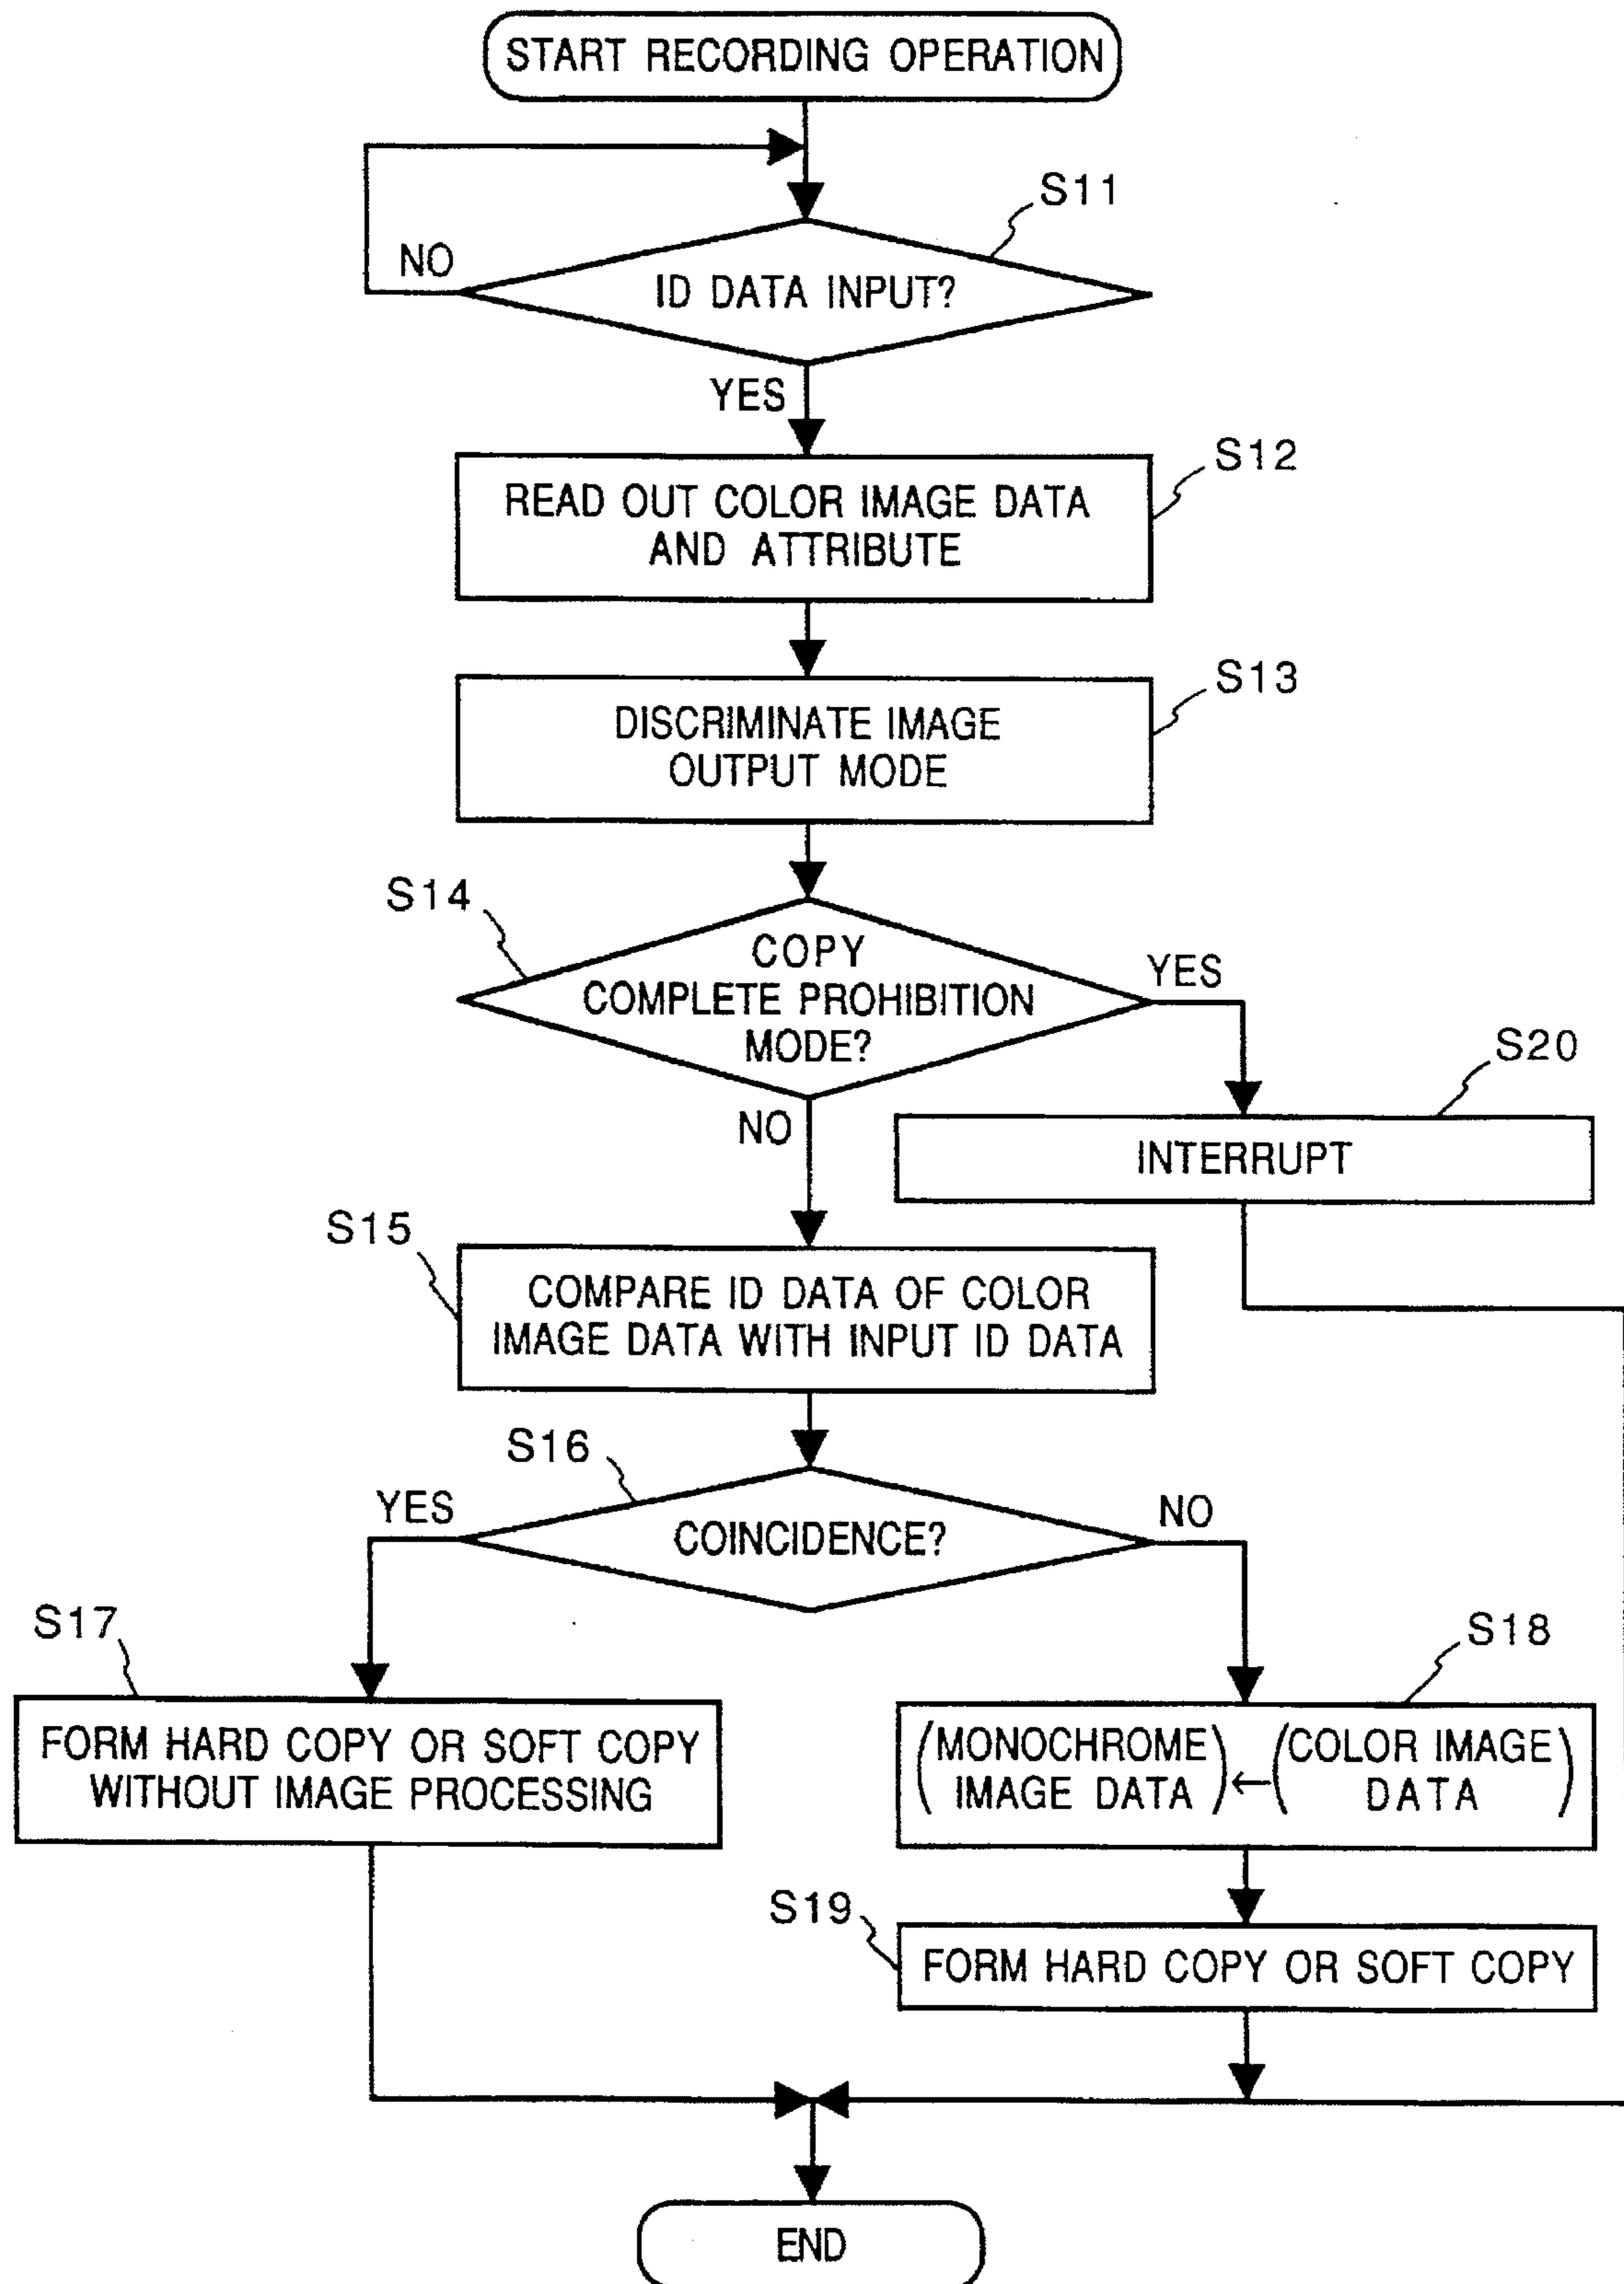 START RECORDING OPERATION
S11
NO
ID DATA INPUT?
YES
S12
READ OUT COLOR IMAGE DATA
AND ATTRIBUTE
S13
DISCRIMINATE IMAGE
OUTPUT MODE
S14
COPY
COMPLETE PROHIBITION
MODE?
YES
NO
S20
INTERRUPT
S15
COMPARE ID DATA OF COLOR
IMAGE DATA WITH INPUT ID DATA
S16
YES
COINCIDENCE?
NO
S17
FORM HARD COPY OR SOFT COPY
WITHOUT IMAGE PROCESSING
S18
(MONOCHROME IMAGE DATA) ← (COLOR IMAGE DATA)
S19
FORM HARD COPY OR SOFT COPY
END